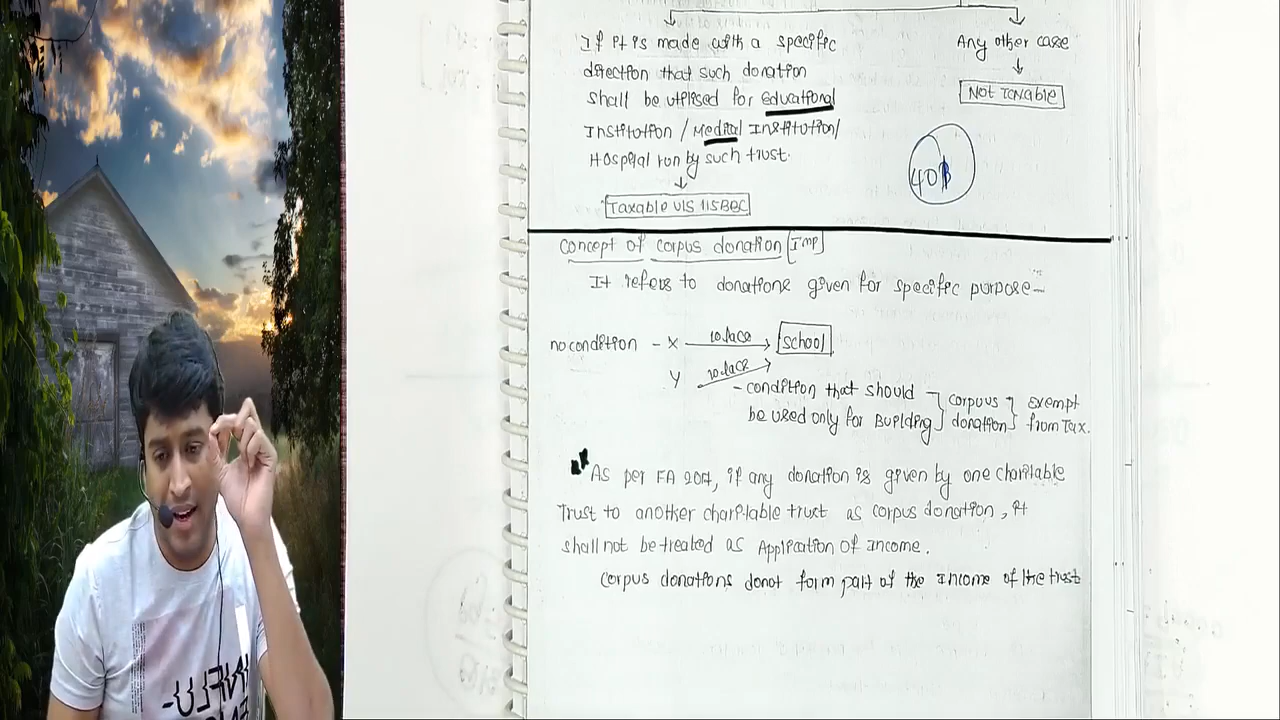 If it is made with a specific
direction that such donation
shall be utilised for Educational
Institution / Medical Institution/
Hospital run by such trust.
Taxable U/S 115BBC
Any other case
Not Taxable
Concept of corpus donation [Imp]
It refers to donations given for specific purpose
no condition - X 10 lacs School
Y 10 lacs
- condition that should
be used only for Building
corpus
donation
exempt
from Tax.
As per FA 2017, if any donation is given by one charitable
Trust to another charitable trust as corpus donation, it
shall not be treated as Application of Income.
Corpus donations donot form part of the Income of the trust